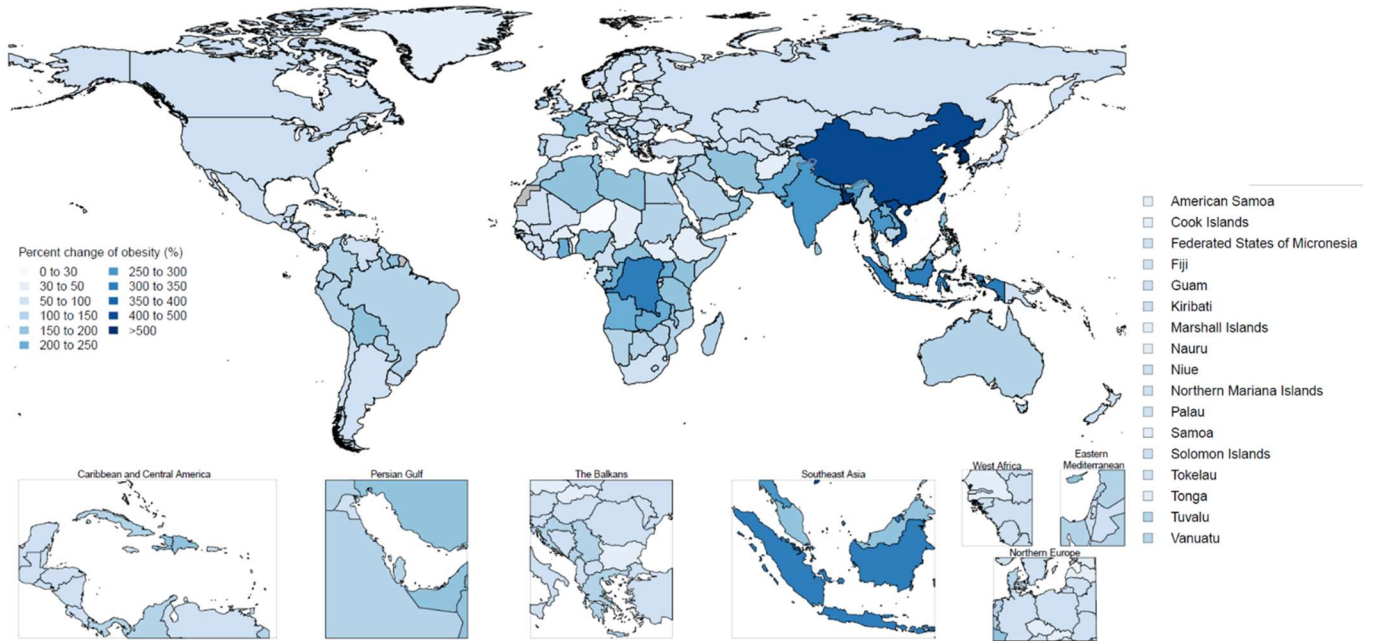 Percent change of obesity (%)
0 to 30
30 to 50
50 to 100
100 to 150
150 to 200
200 to 250
250 to 300
300 to 350
350 to 400
400 to 500
>500
American Samoa
Cook Islands
Federated States of Micronesia
Fiji
Guam
Kiribati
Marshall Islands
Nauru
Niue
Northern Mariana Islands
Palau
Samoa
Solomon Islands
Tokelau
Tonga
Tuvalu
Vanuatu
Caribbean and Central America
Persian Gulf
The Balkans
Southeast Asia
West Africa
Eastern
Mediterranean
Northern Europe